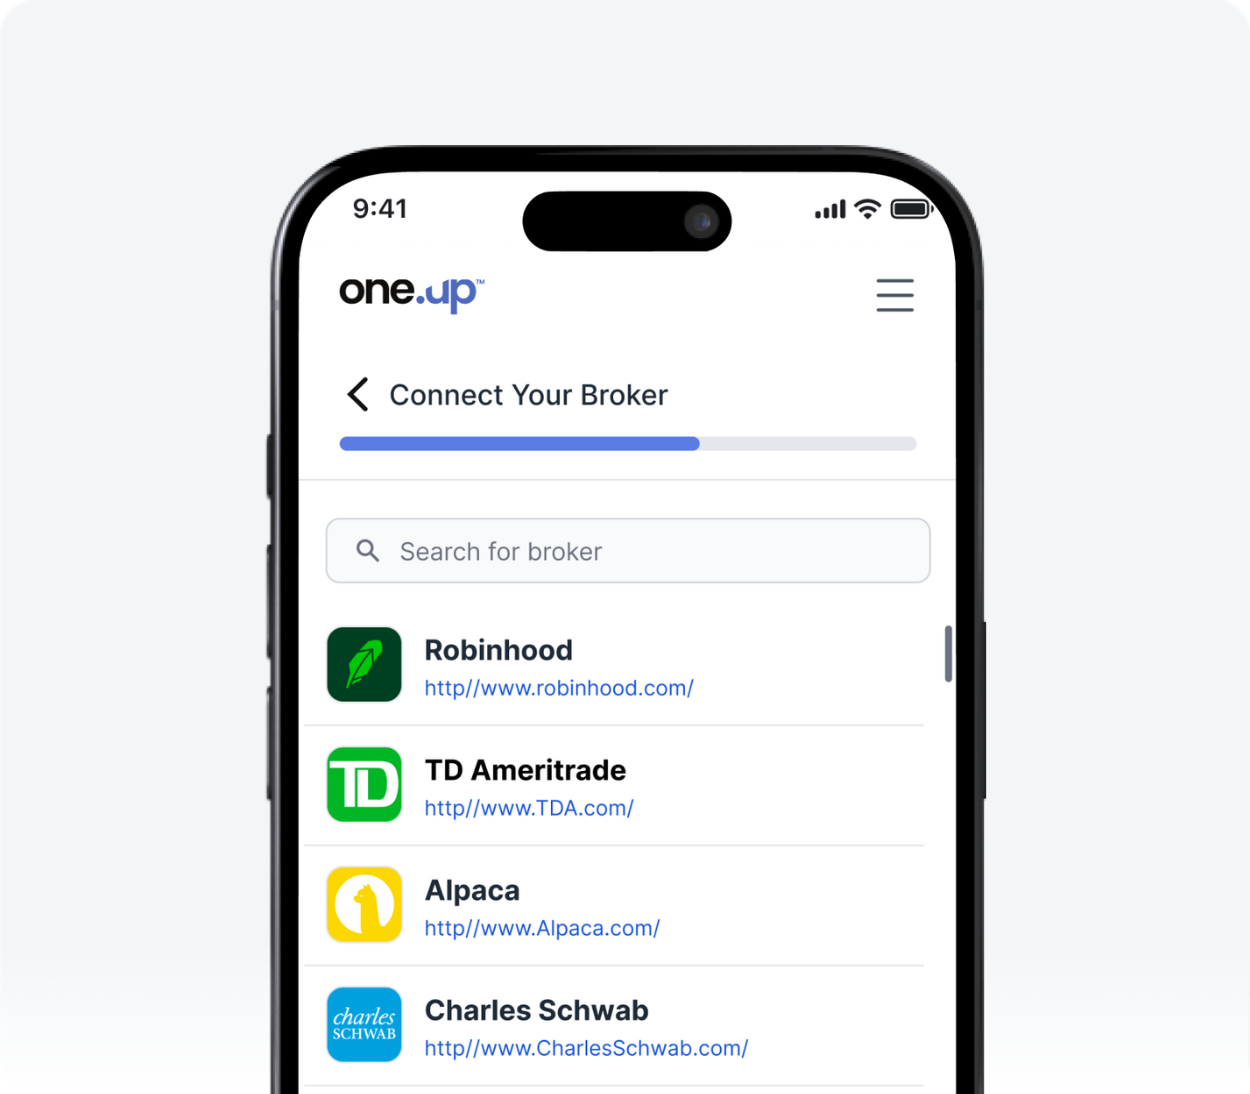 9:41
one.up™
Connect Your Broker
Search for broker
Robinhood
http//www.robinhood.com/
TD
TD Ameritrade
http//www.TDA.com/
Alpaca
http//www.Alpaca.com/
charles
SCHWAB
Charles Schwab
http//www.CharlesSchwab.com/